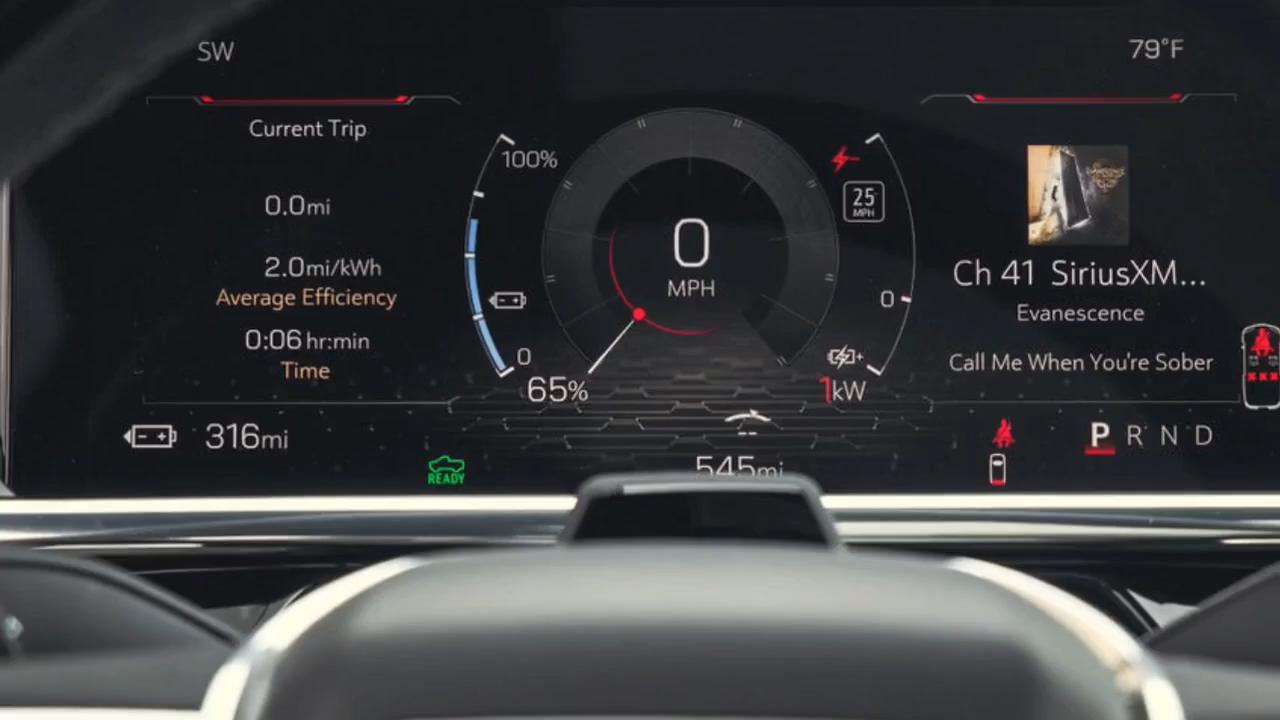 SW
79°F
Current Trip
0.0mi
2.0mi/kWh
Average Efficiency
0:06 hr:min
Time
316mi
READY
100%
0
65%
0
MPH
25
MPH
0
1kW
--
545mi
Ch 41 SiriusXM...
Evanescence
Call Me When You're Sober
P R N D